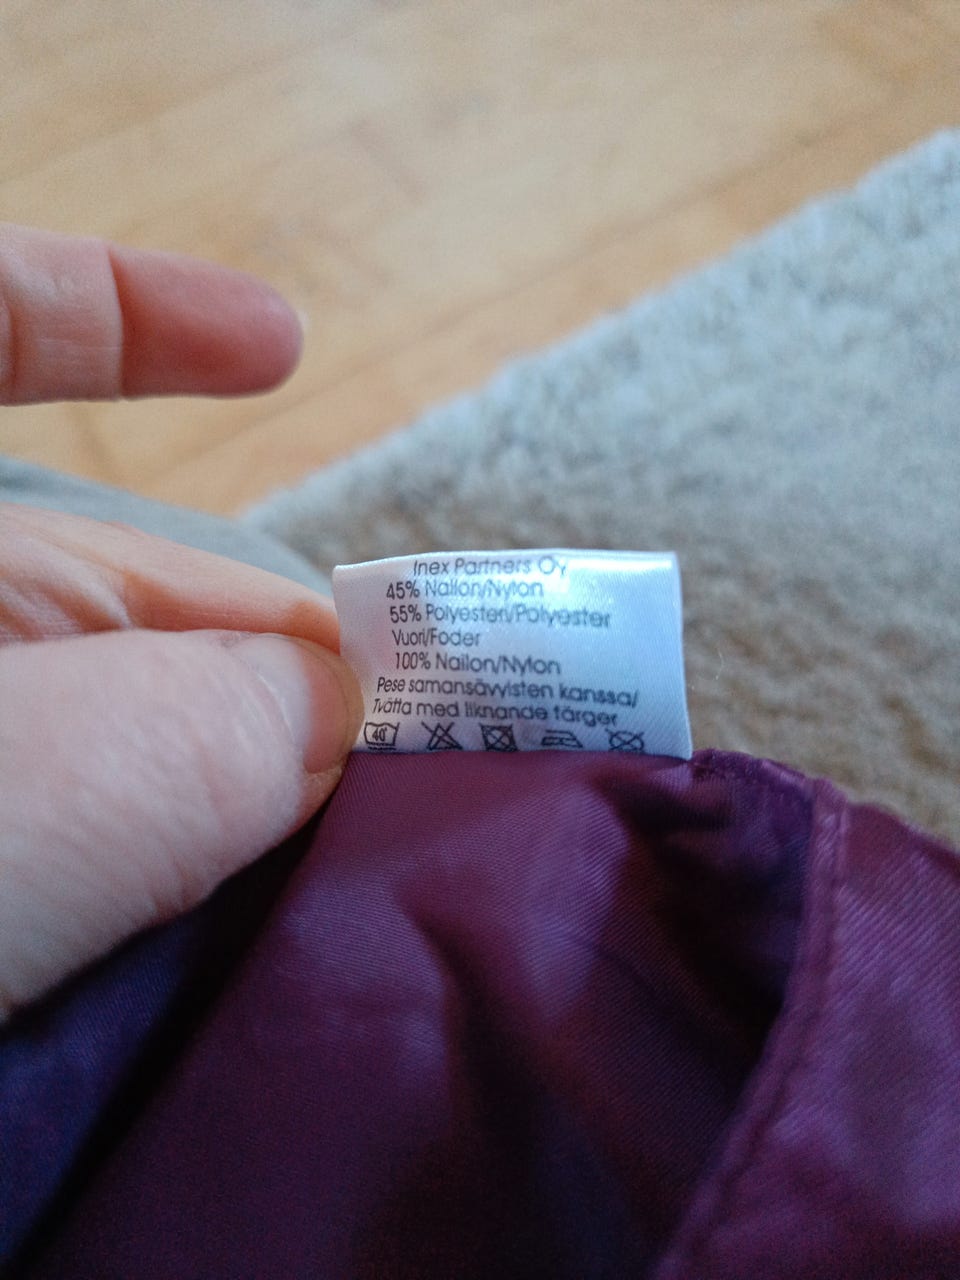 Inex Partners Oy
45% Nailon/Nylon
55% Polyesteri/Polyester
Vuori/Foder
100% Nailon/Nylon
Pese samansävyisten kanssa/
Tvätta med liknande färger
40°